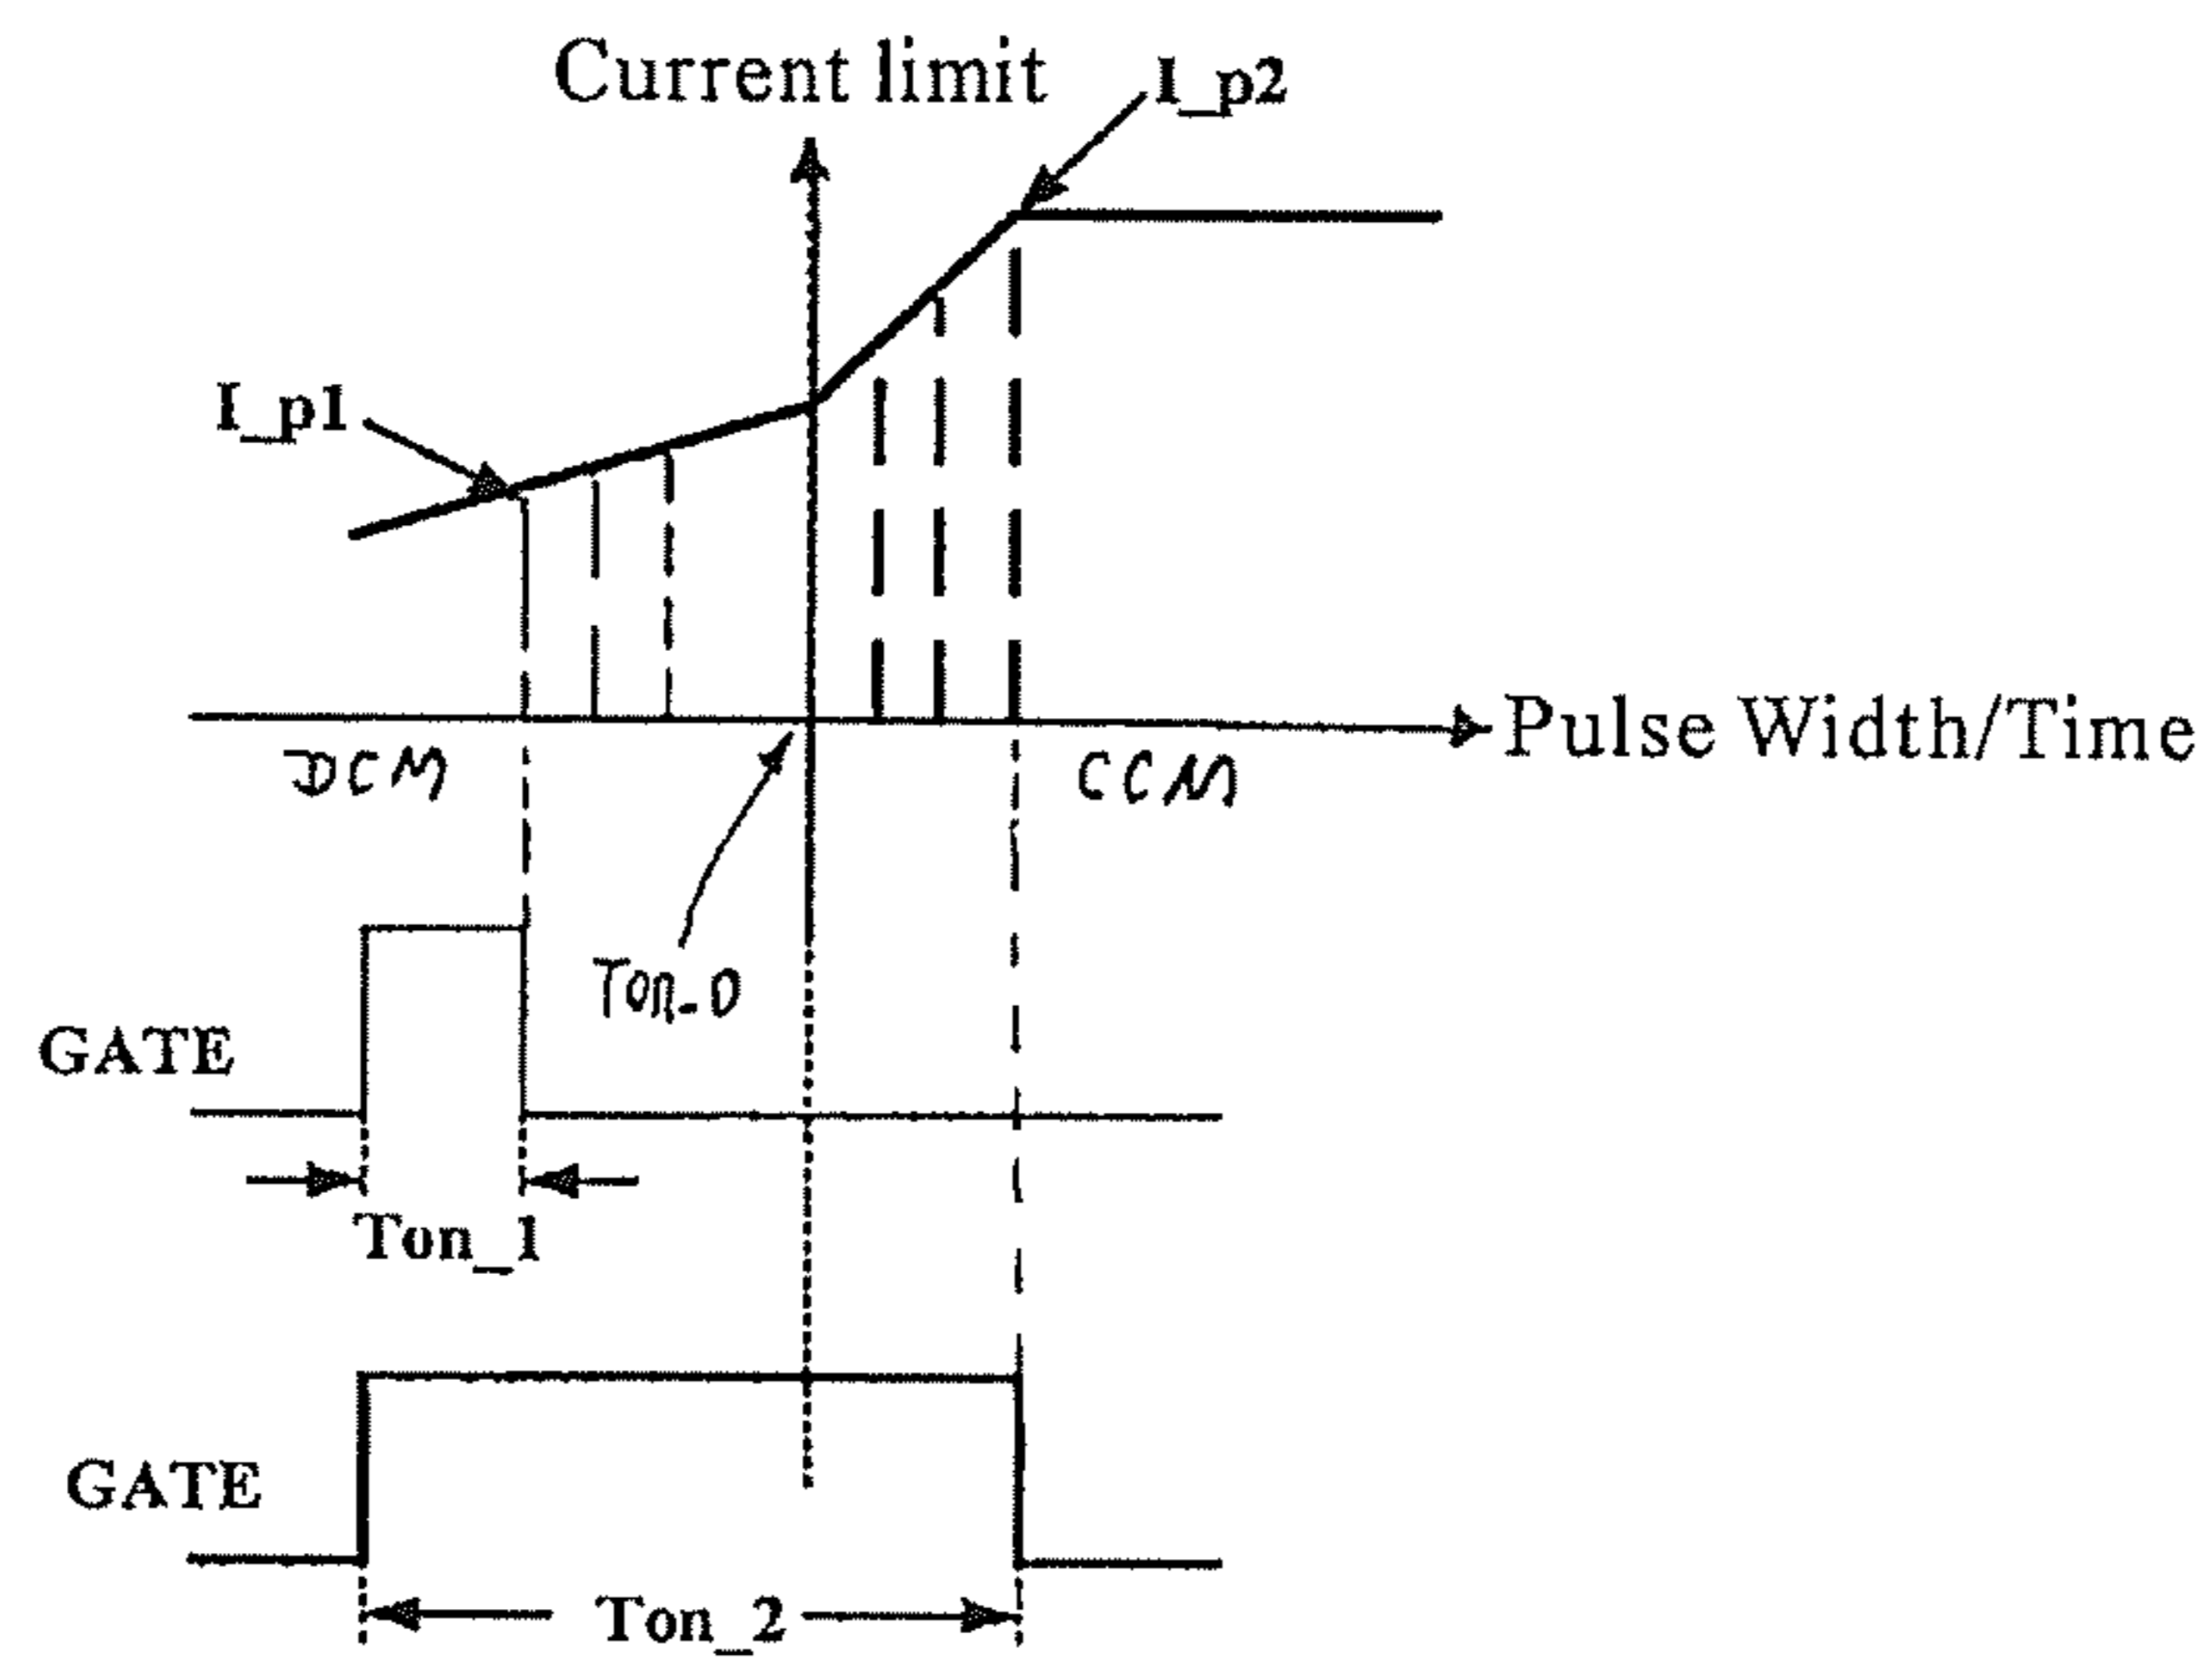 Current limit
I_p2
I_p1
Pulse Width/Time
DCM
CCM
Ton_0
GATE
Ton_1
GATE
Ton_2